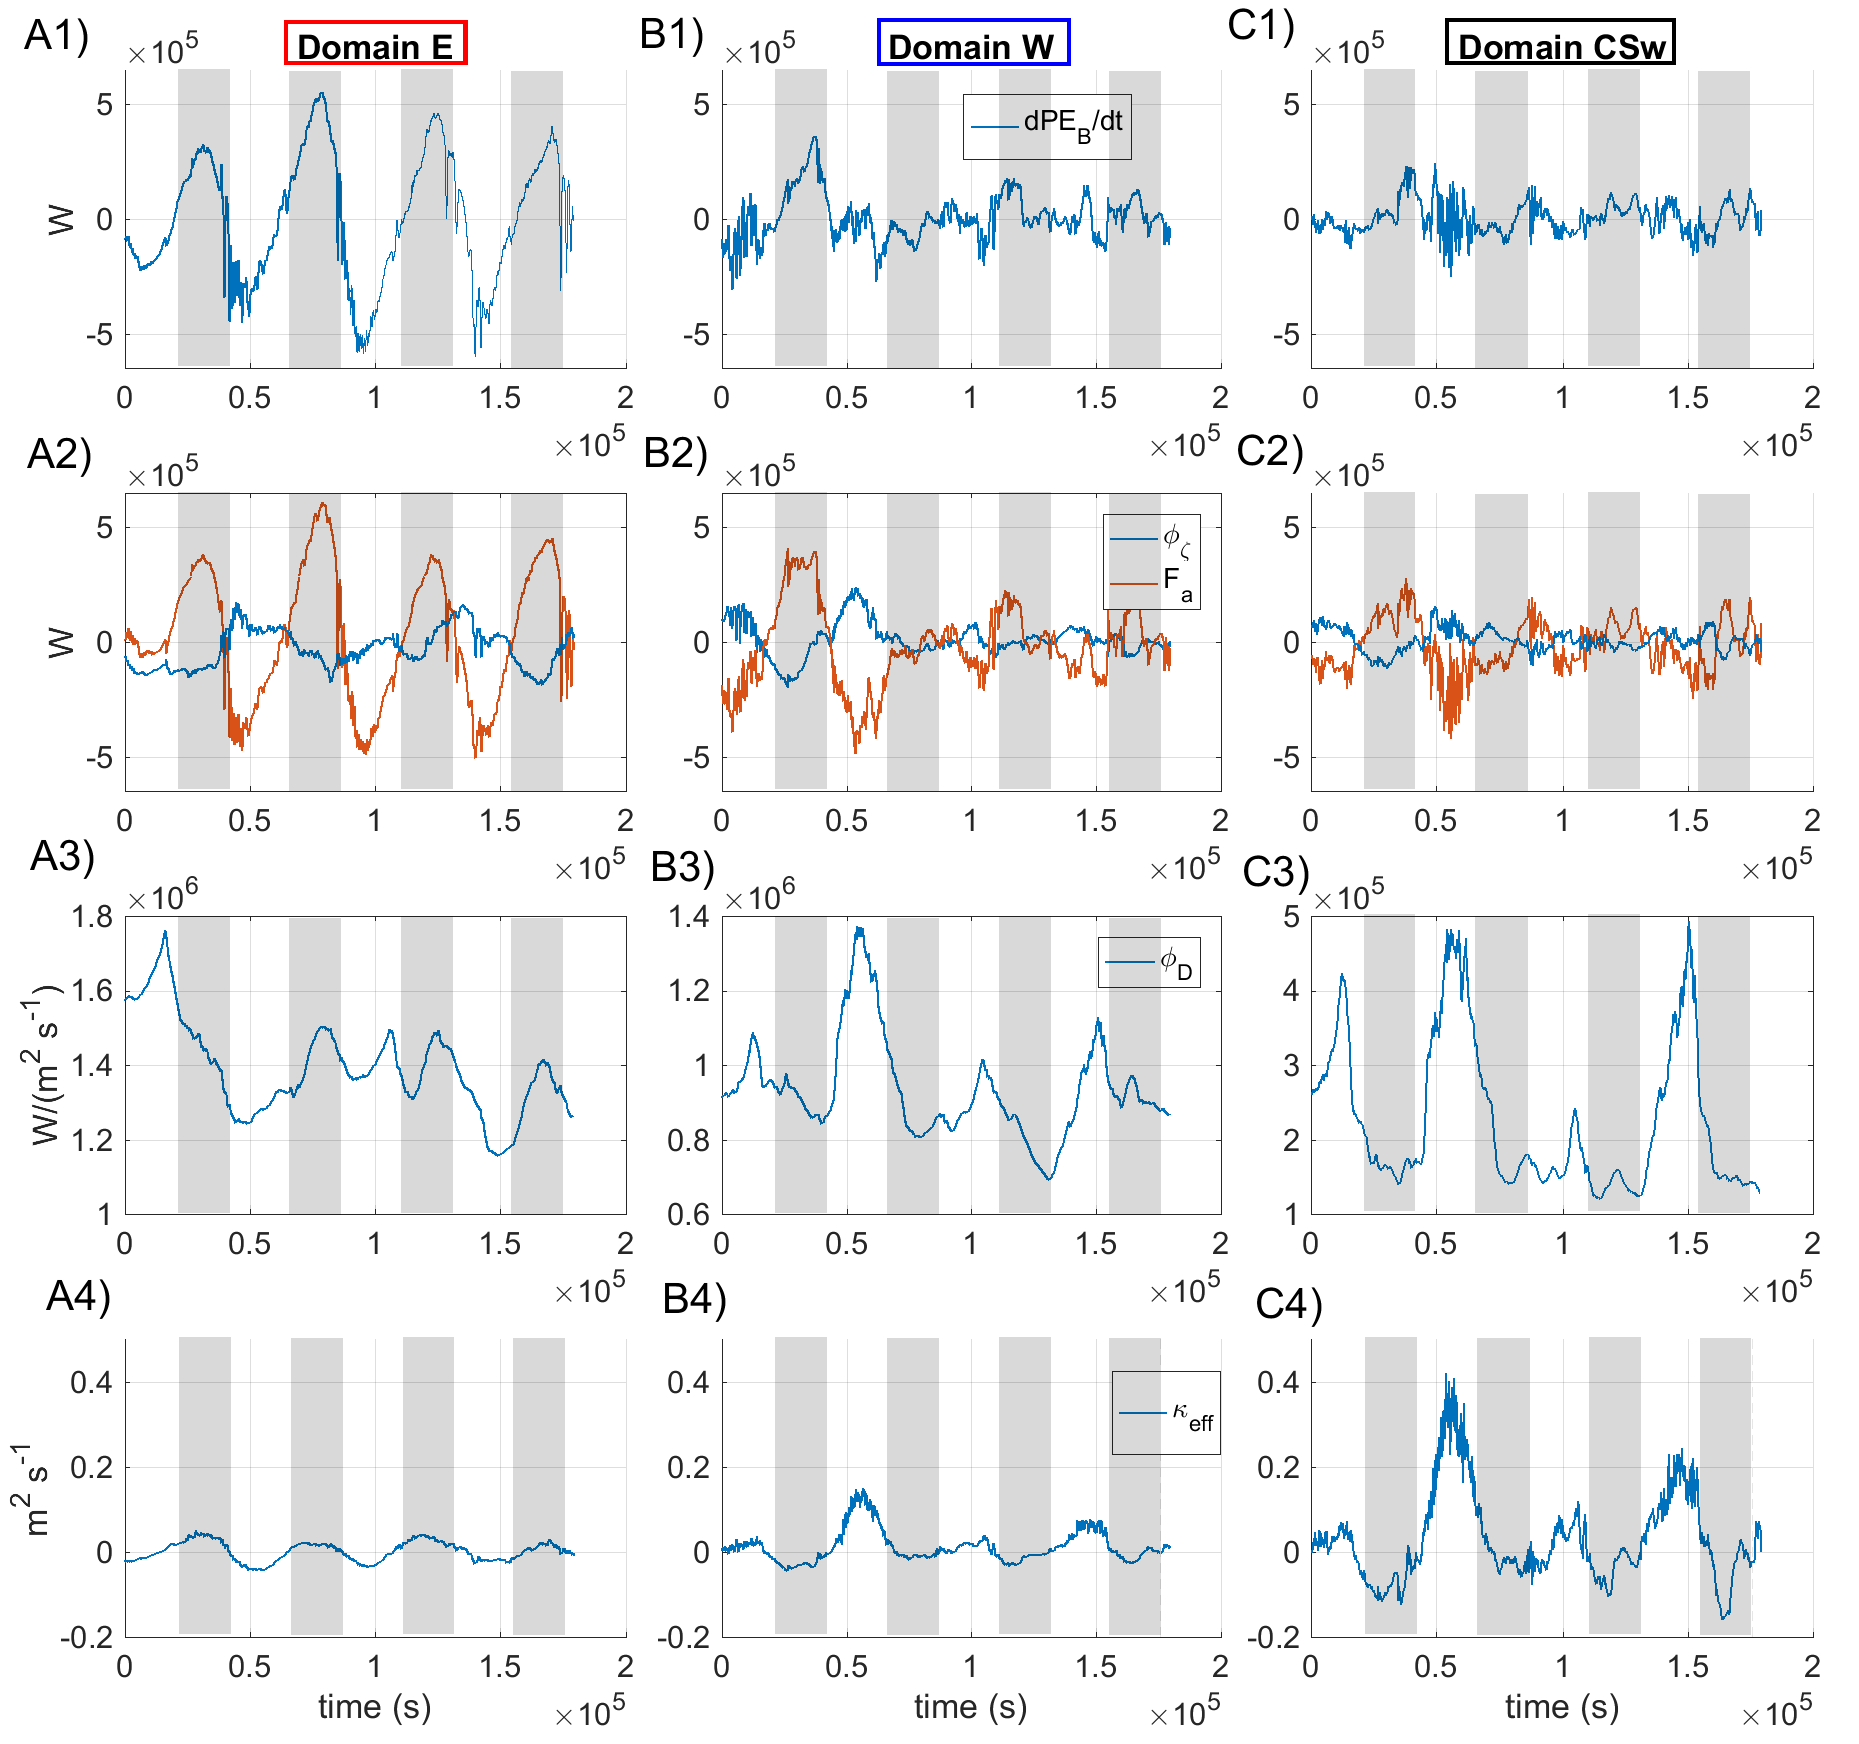 A1)
×10⁵
Domain E
B1)
×10⁵
Domain W
C1)
×10⁵
Domain CSw
W
5
0
-5
0 0.5 1 1.5 2
×10⁵
dPE_B/dt
5
0
-5
0 0.5 1 1.5 2
×10⁵
5
0
-5
0 0.5 1 1.5 2
×10⁵
A2)
×10⁵
B2)
×10⁵
C2)
×10⁵
W
5
0
-5
0 0.5 1 1.5 2
×10⁵
ϕ_ζ
F_a
5
0
-5
0 0.5 1 1.5 2
×10⁵
5
0
-5
0 0.5 1 1.5 2
×10⁵
A3)
×10⁶
B3)
×10⁶
C3)
×10⁵
W/(m² s⁻¹)
1.8
1.6
1.4
1.2
1
0 0.5 1 1.5 2
×10⁵
ϕ_D
1.4
1.2
1
0.8
0.6
0 0.5 1 1.5 2
×10⁵
5
4
3
2
1
0 0.5 1 1.5 2
×10⁵
A4)
B4)
C4)
m² s⁻¹
0.4
0.2
0
-0.2
0 0.5 1 1.5 2
time (s)
×10⁵
κ_eff
0.4
0.2
0
-0.2
0 0.5 1 1.5 2
time (s)
×10⁵
0.4
0.2
0
-0.2
0 0.5 1 1.5 2
time (s)
×10⁵